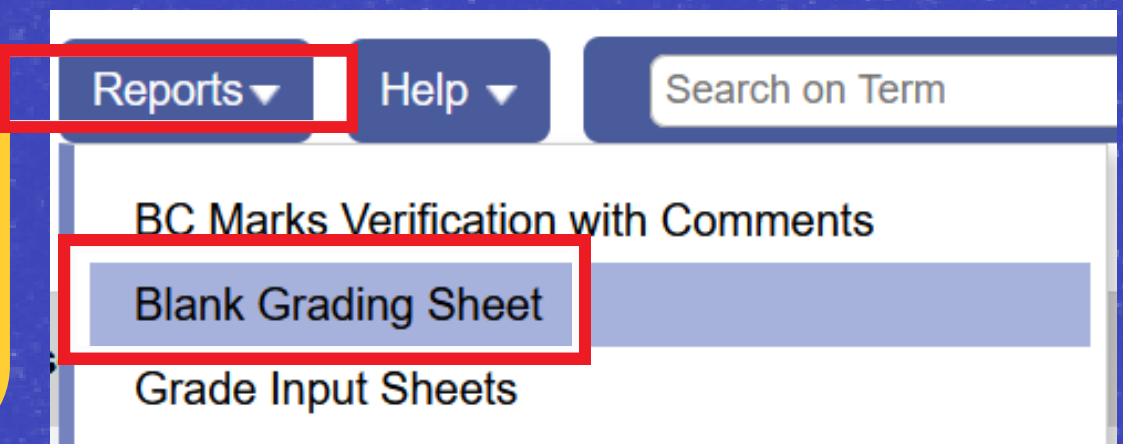 Reports Help Search on Term
BC Marks Verification with Comments
Blank Grading Sheet
Grade Input Sheets